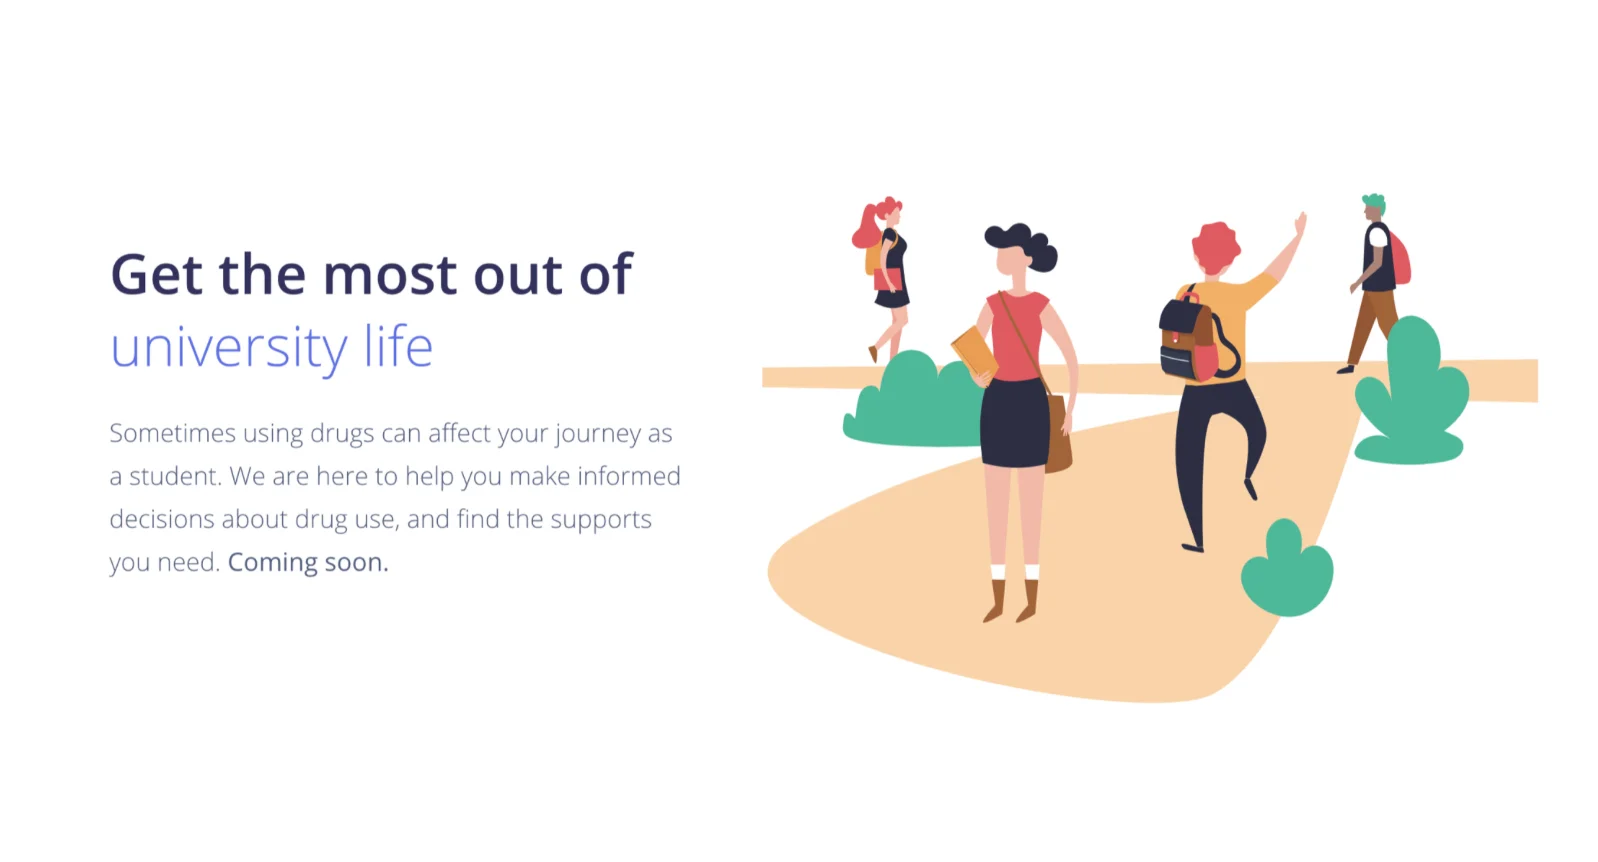 Get the most out of
university life
Sometimes using drugs can affect your journey as
a student. We are here to help you make informed
decisions about drug use, and find the supports
you need. Coming soon.